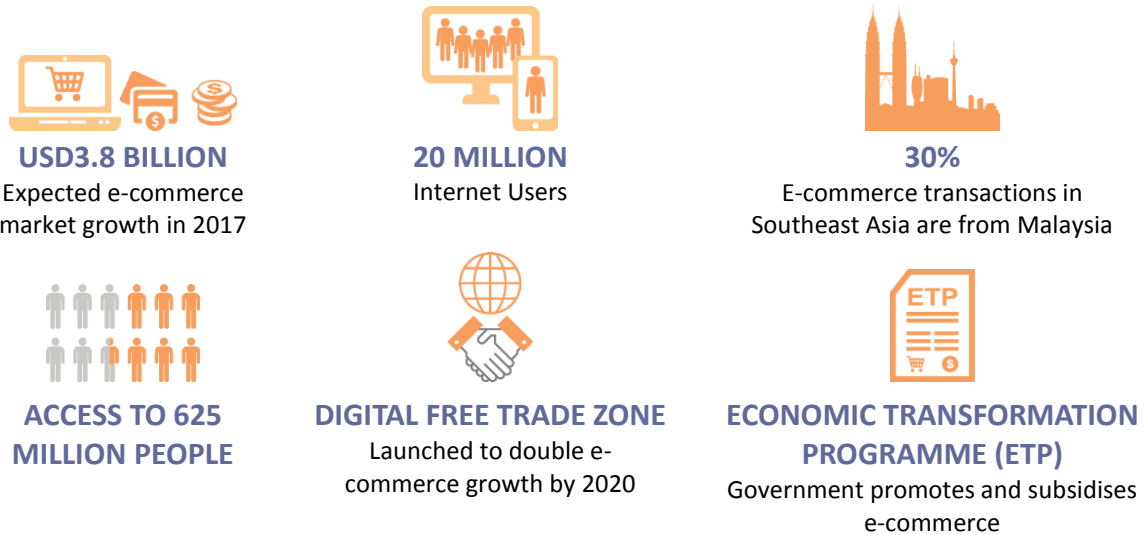 USD3.8 BILLION
Expected e-commerce
market growth in 2017
20 MILLION
Internet Users
30%
E-commerce transactions in
Southeast Asia are from Malaysia
ACCESS TO 625
MILLION PEOPLE
DIGITAL FREE TRADE ZONE
Launched to double e-
commerce growth by 2020
ETP
ECONOMIC TRANSFORMATION
PROGRAMME (ETP)
Government promotes and subsidises
e-commerce